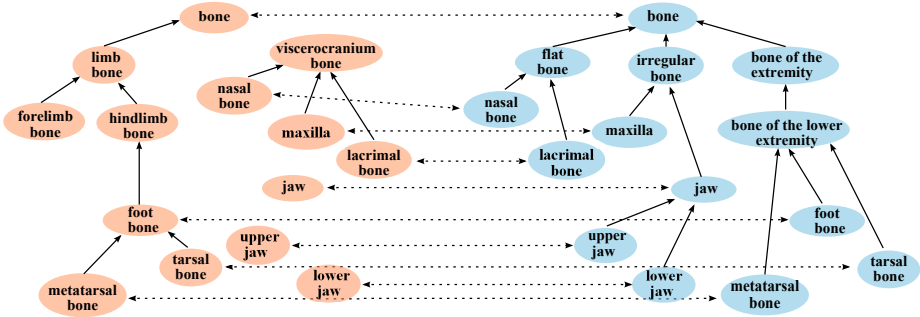 bone
bone
limb
bone
viscerocranium
bone
flat
bone
irregular
bone
bone of the
extremity
nasal
bone
nasal
bone
forelimb
bone
hindlimb
bone
maxilla
maxilla
bone of the lower
extremity
lacrimal
bone
lacrimal
bone
jaw
jaw
foot
bone
foot
bone
upper
jaw
upper
jaw
tarsal
bone
tarsal
bone
metatarsal
bone
lower
jaw
lower
jaw
metatarsal
bone